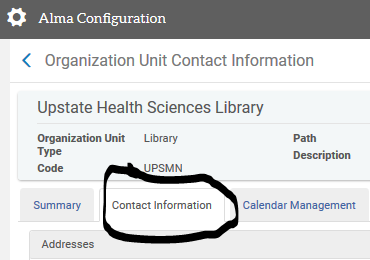 Alma Configuration
Organization Unit Contact Information
Upstate Health Sciences Library
Organization Unit Type Library Path
Description
Code UPSMN
Summary Contact Information Calendar Management
Addresses